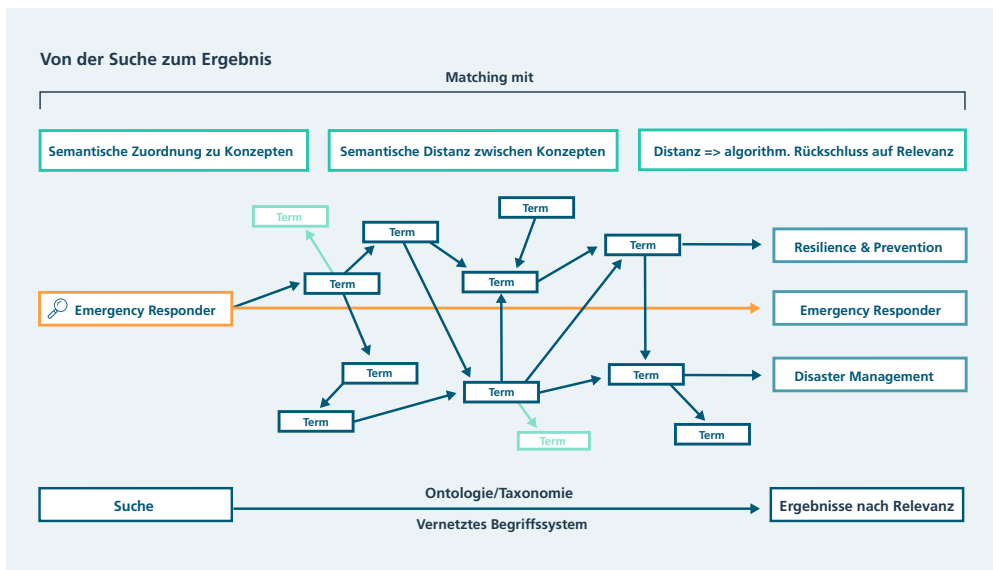 Von der Suche zum Ergebnis
Matching mit
Semantische Zuordnung zu Konzepten
Semantische Distanz zwischen Konzepten
Distanz => algorithm. Rückschluss auf Relevanz
Term
Term
Term
Term
Term
Term
Term
Resilience & Prevention
Emergency Responder
Emergency Responder
Term
Term
Disaster Management
Term
Term
Term
Term
Ontologie/Taxonomie
Suche
Ergebnisse nach Relevanz
Vernetztes Begriffssystem